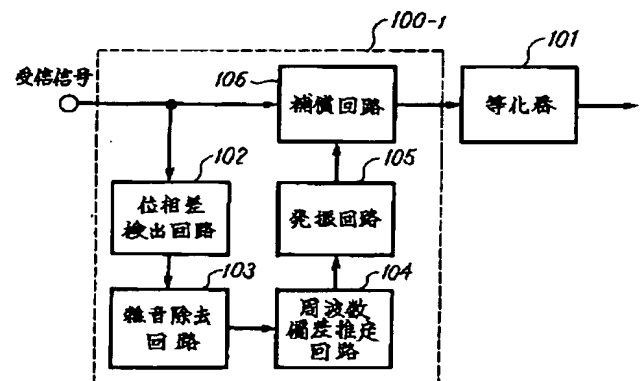 100-1
受信信号
106
補償回路
101
等化器
102
位相差
検出回路
105
発振回路
103
雑音除去
回路
104
周波数
偏差推定
回路